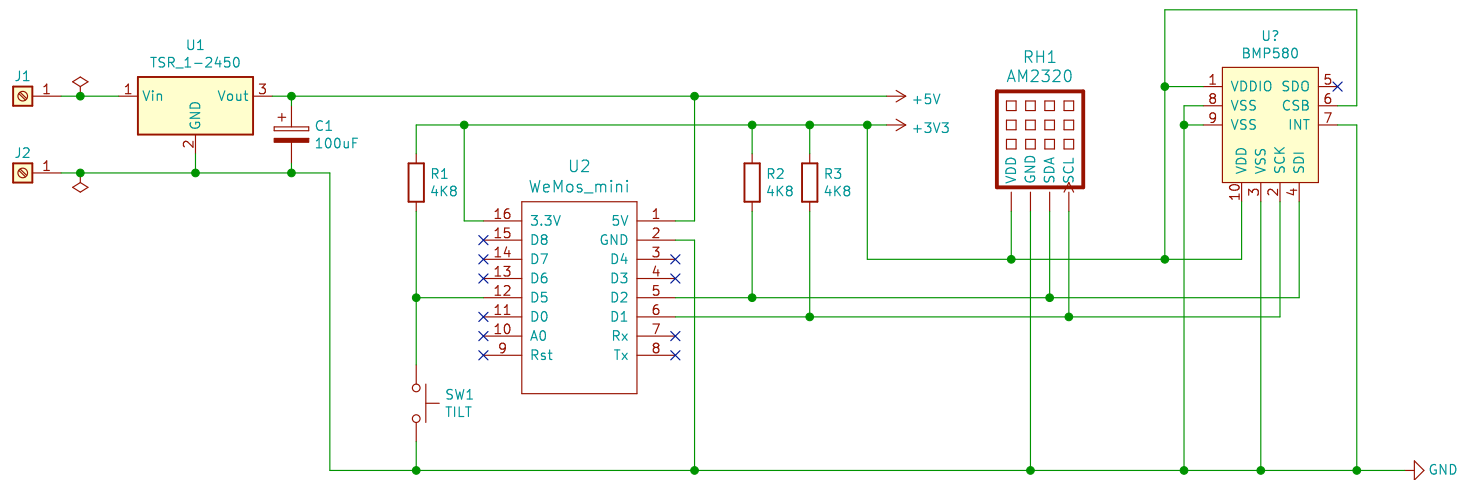 J1
1
J2
1
U1
TSR_1-2450
1
Vin
Vout
3
GND
2
+
C1
100uF
R1
4K8
U2
WeMos_mini
16
3.3V
15
D8
14
D7
13
D6
12
D5
11
D0
10
A0
9
Rst
5V
1
GND
2
D4
3
D3
4
D2
5
D1
6
Rx
7
Tx
8
SW1
TILT
R2
4K8
R3
4K8
+5V
+3V3
RH1
AM2320
VDD
GND
SDA
SCL
U?
BMP580
1
VDDIO
8
VSS
9
VSS
SDO
5
CSB
6
INT
7
VDD
VSS
SCK
SDI
10
3
2
4
GND